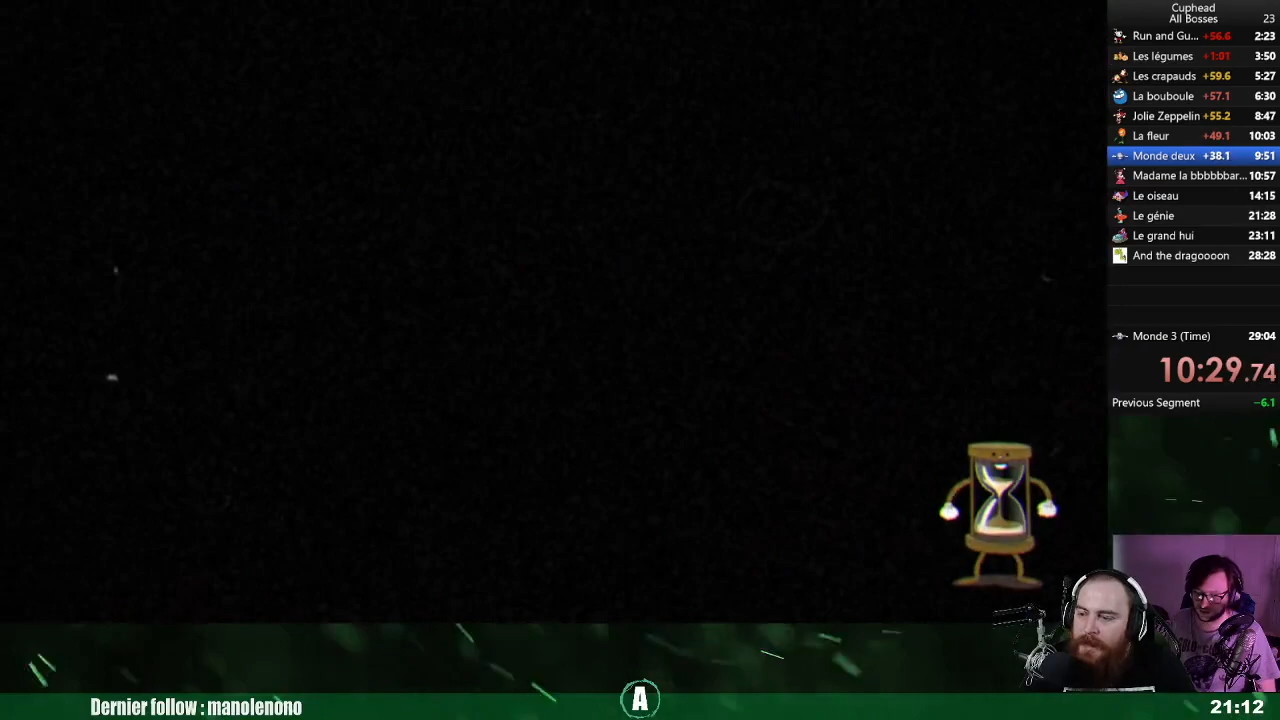 Cuphead
All Bosses 23
Run and Gu... +56.6 2:23
Les légumes +1:01 3:50
Les crapauds +59.6 5:27
La bouboule +57.1 6:30
Jolie Zeppelin +55.2 8:47
La fleur +49.1 10:03
Monde deux +38.1 9:51
Madame la bbbbbbar... 10:57
Le oiseau 14:15
Le génie 21:28
Le grand hui 23:11
And the dragoooon 28:28
Monde 3 (Time) 29:04
10:29.74
Previous Segment −6.1
Dernier follow : manolenono
A
21:12